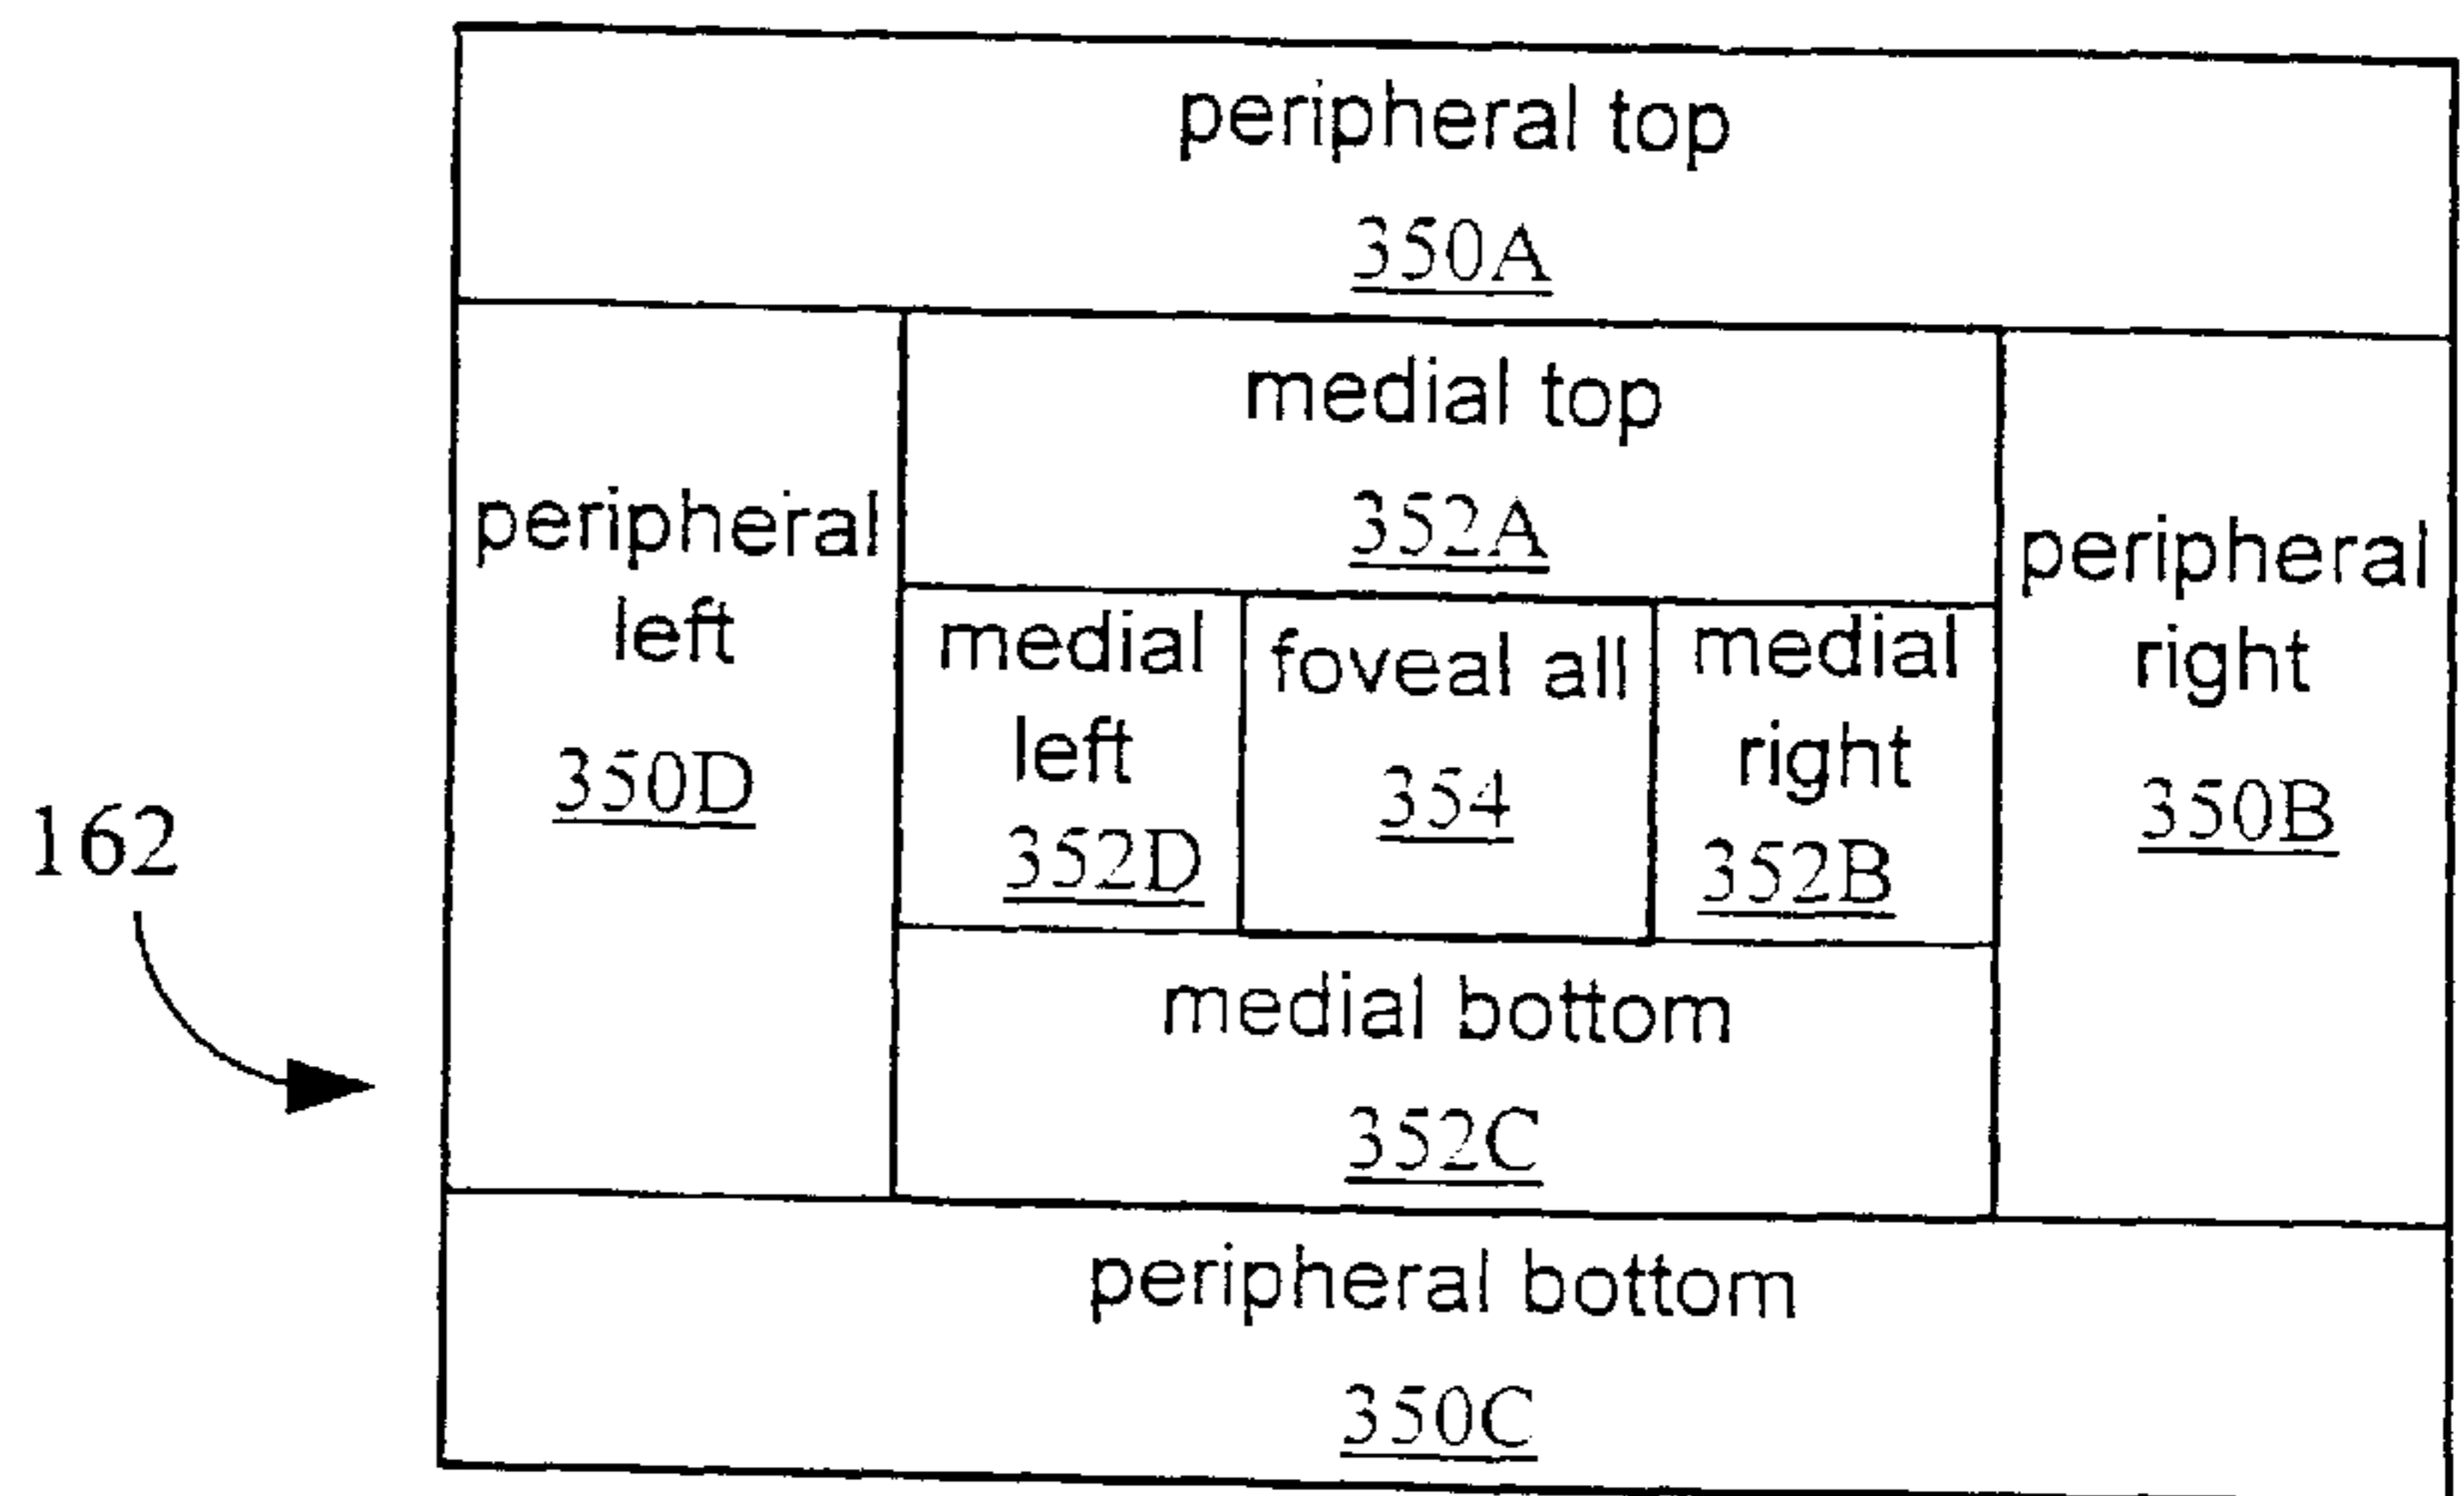 peripheral top
350A
medial top
352A
peripheral
left
350D
medial
left
352D
foveal all
354
medial
right
352B
peripheral
right
350B
162
medial bottom
352C
peripheral bottom
350C